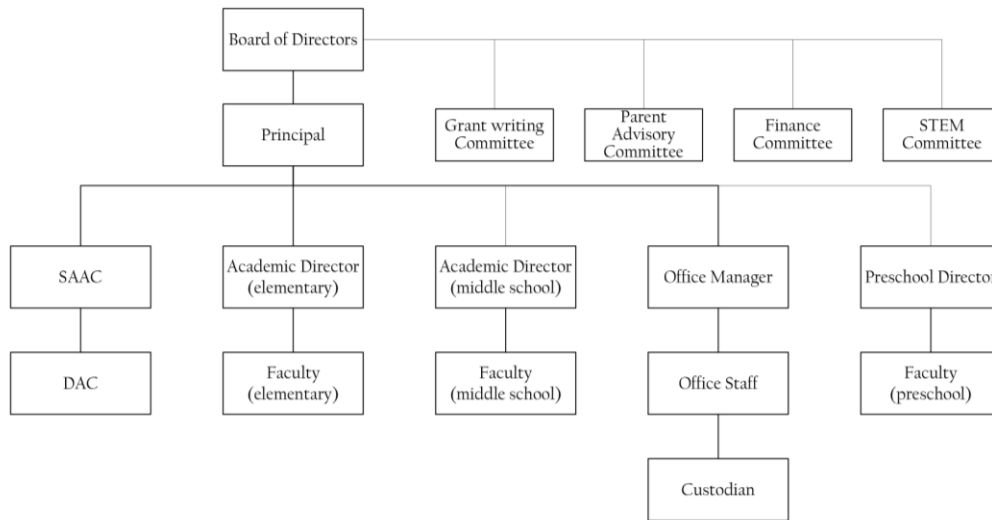 Board of Directors
Principal
Grant writing
Committee
Parent
Advisory
Committee
Finance
Committee
STEM
Committee
SAAC
Academic Director
(elementary)
Academic Director
(middle school)
Office Manager
Preschool Director
DAC
Faculty
(elementary)
Faculty
(middle school)
Office Staff
Faculty
(preschool)
Custodian